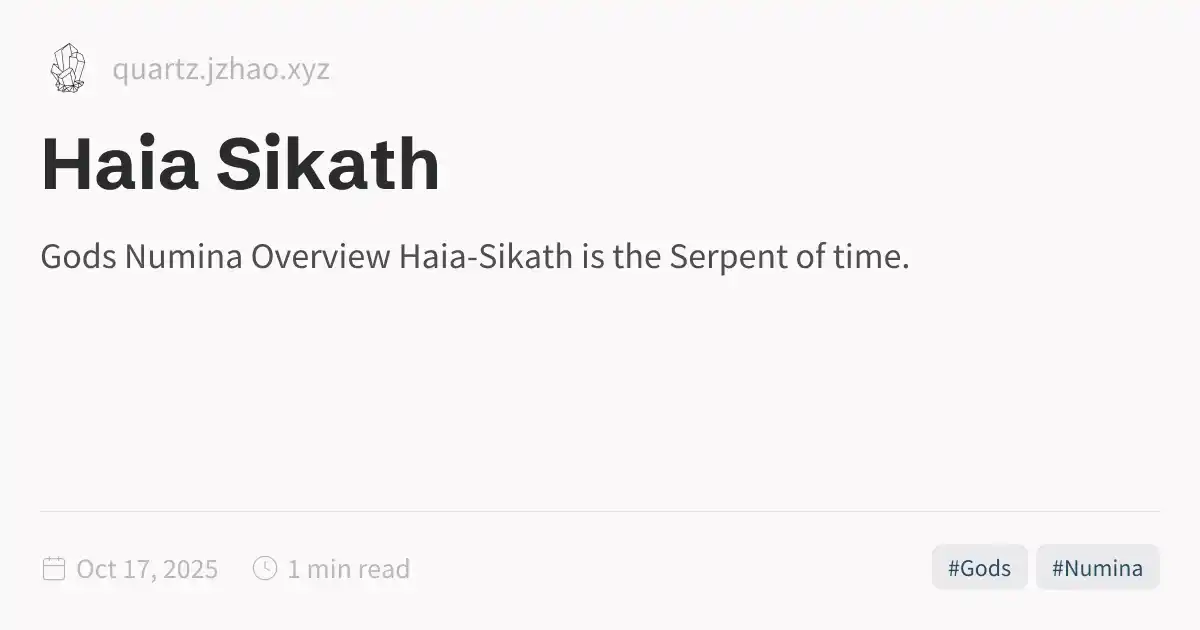 quartz.jzhao.xyz
Haia Sikath
Gods Numina Overview Haia-Sikath is the Serpent of time.
Oct 17, 2025 1 min read #Gods #Numina